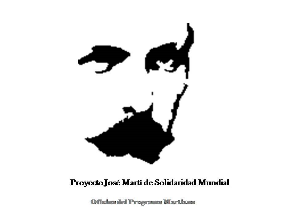 Proyecto José Martí de Solidaridad Mundial
Oficina del Programa Martiano